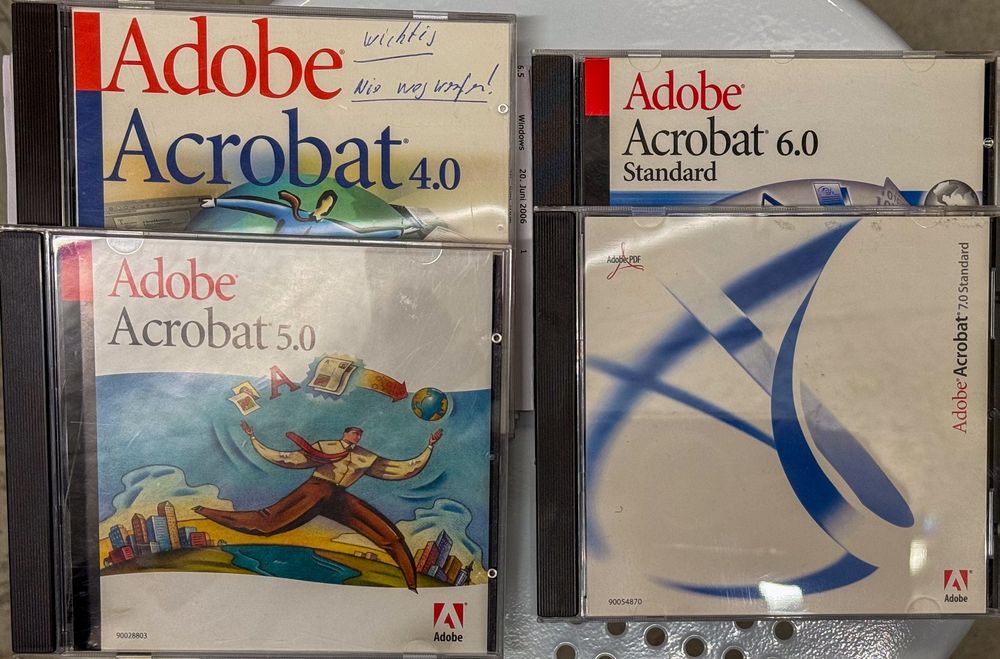 Adobe
Acrobat 4.0
wichtig
Nie wegwerfen!
5.5 Windows 20. Juni 2006 1
Adobe
Acrobat 6.0
Standard
Adobe
Acrobat 5.0
A
90028803
Adobe
Adobe PDF
Adobe Acrobat 7.0 Standard
90054870
Adobe